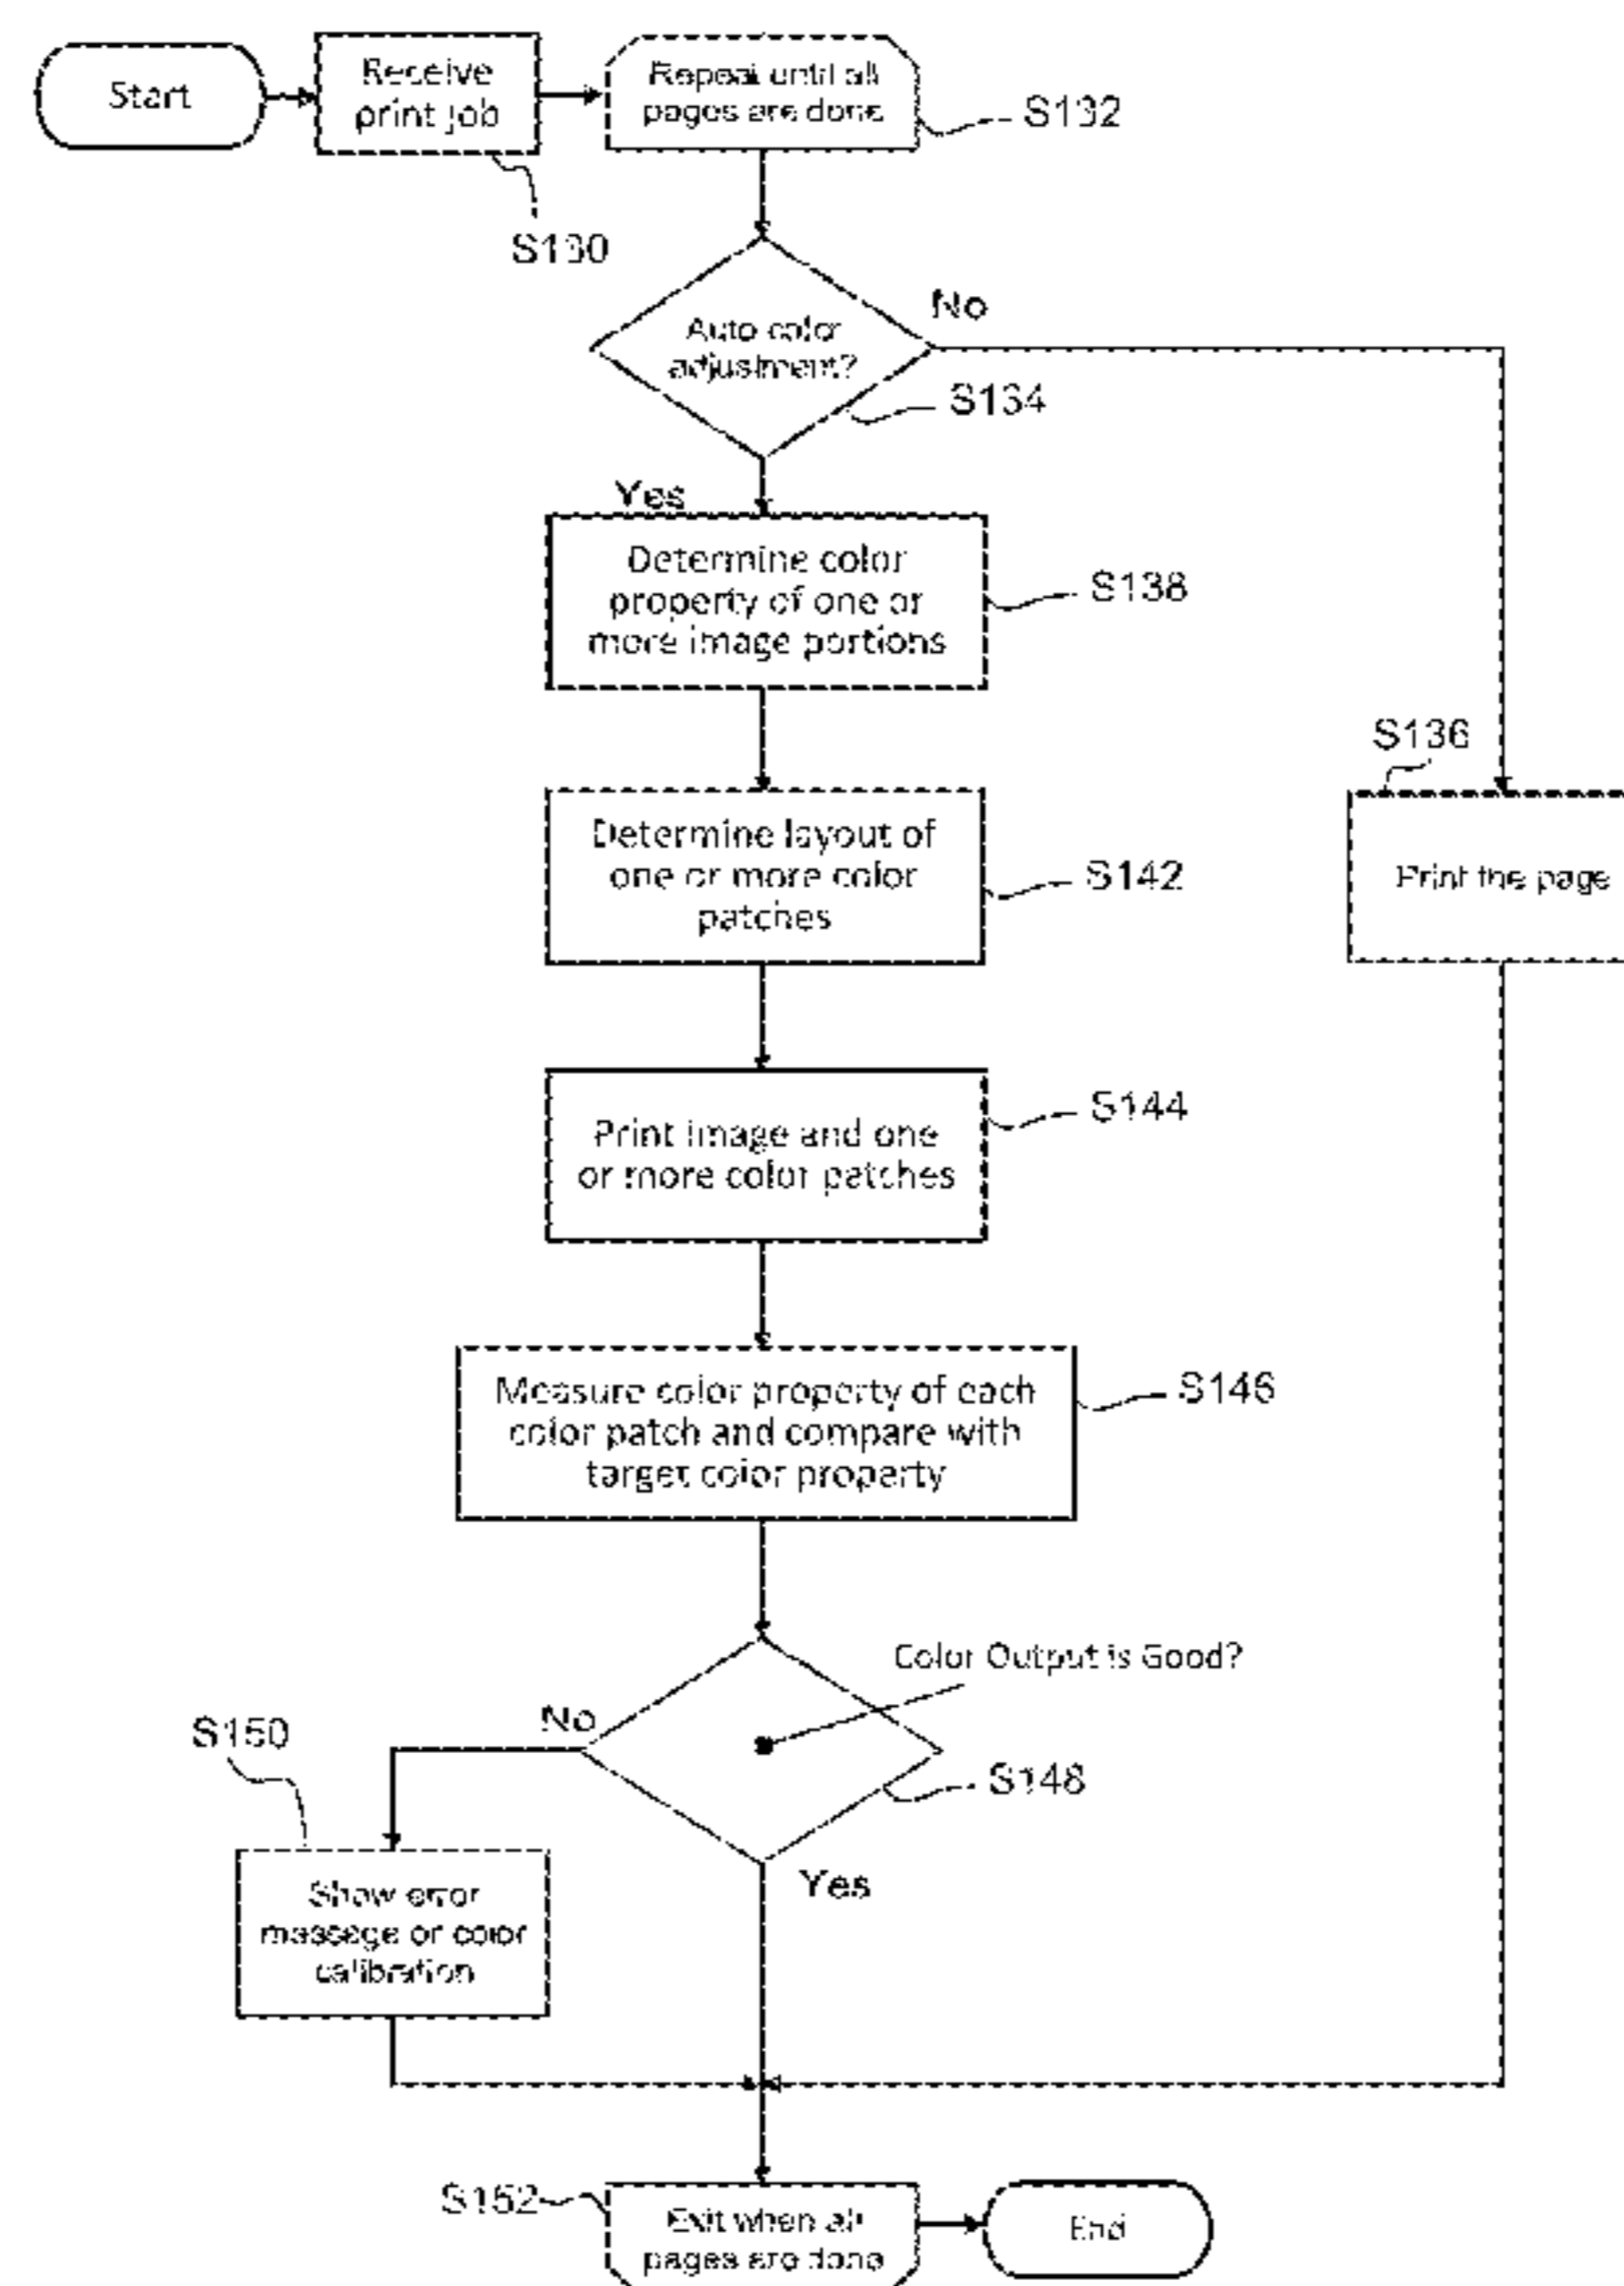 Start
Receive
print job
S130
Repeat until all
pages are done
S132
Auto color
adjustment?
S134
No
Yes
Determine color
property of one or
more image portions
S138
S136
Print the page
Determine layout of
one or more color
patches
S142
Print image and one
or more color patches
S144
Measure color property of each
color patch and compare with
target color property
S146
Color Output is Good?
No
S148
S150
Yes
Show error
massege or color
calibration
S152
Exit when all
pages are done
End